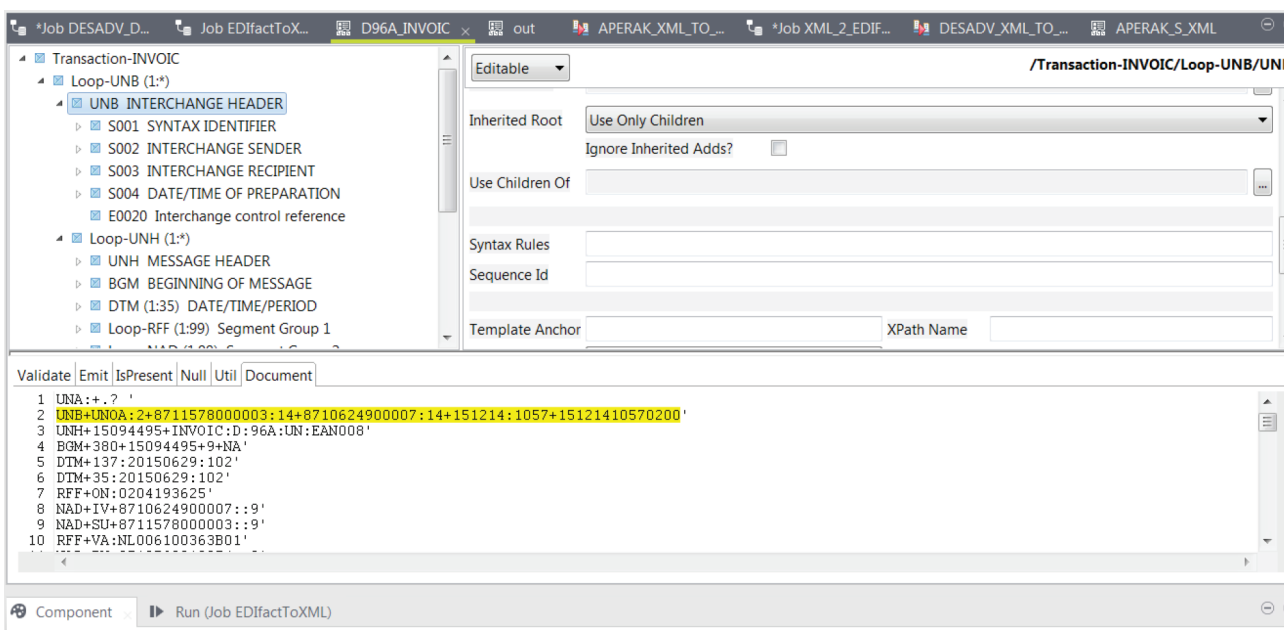 *Job DESADV_D... Job EDIfactToX... D96A_INVOIC out APERAK_XML_TO_... *Job XML_2_EDIF... DESADV_XML_TO_... APERAK_S_XML
Transaction-INVOIC
Loop-UNB (1:*)
UNB INTERCHANGE HEADER
S001 SYNTAX IDENTIFIER
S002 INTERCHANGE SENDER
S003 INTERCHANGE RECIPIENT
S004 DATE/TIME OF PREPARATION
E0020 Interchange control reference
Loop-UNH (1:*)
UNH MESSAGE HEADER
BGM BEGINNING OF MESSAGE
DTM (1:35) DATE/TIME/PERIOD
Loop-RFF (1:99) Segment Group 1
Editable /Transaction-INVOIC/Loop-UNB/UNB
Inherited Root Use Only Children
Ignore Inherited Adds?
Use Children Of ...
Syntax Rules
Sequence Id
Template Anchor XPath Name
Validate Emit IsPresent Null Util Document
1 UNA:+.? '
2 UNB+UNOA:2+8711578000003:14+8710624900007:14+151214:1057+15121410570200'
3 UNH+15094495+INVOIC:D:96A:UN:EAN008'
4 BGM+380+15094495+9+NA'
5 DTM+137:20150629:102'
6 DTM+35:20150629:102'
7 RFF+ON:0204193625'
8 NAD+IV+8710624900007::9'
9 NAD+SU+8711578000003::9'
10 RFF+VA:NL006100363B01'
Component Run (Job EDIfactToXML)